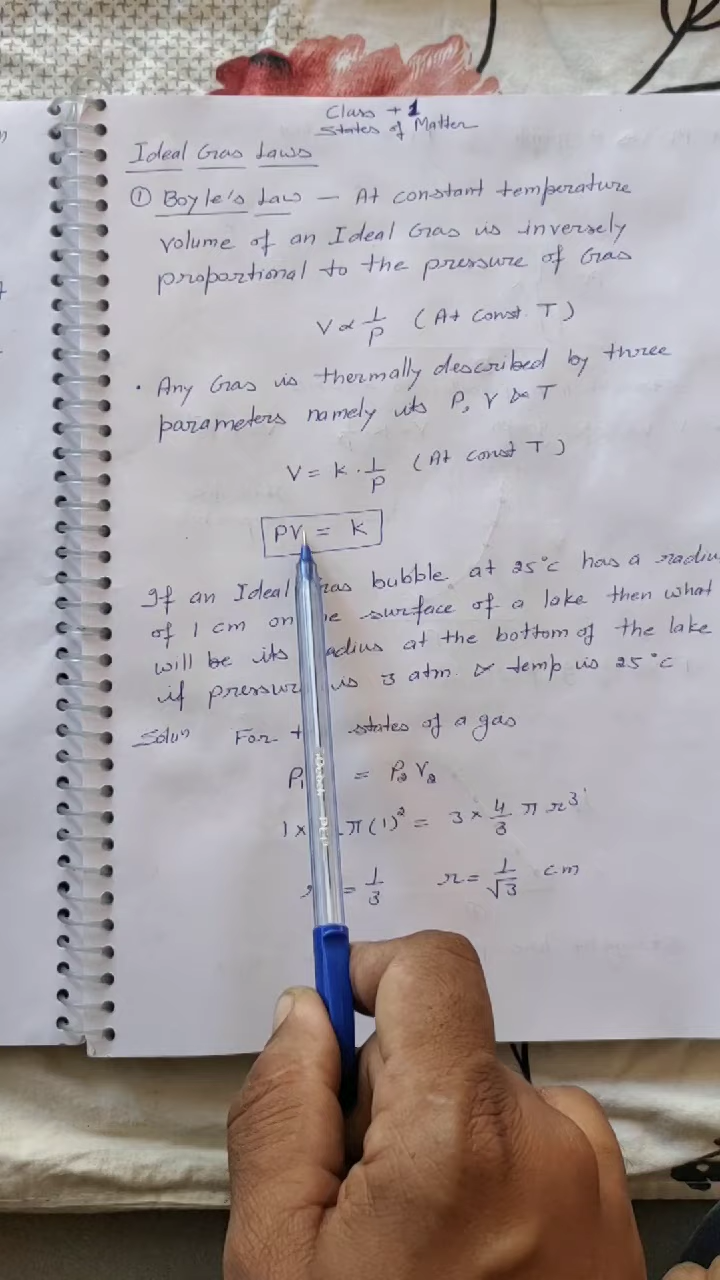 Class + 1
States of Matter
Ideal Gas Laws
① Boyle's Law — At constant temperature
volume of an Ideal Gas is inversely
proportional to the pressure of Gas
V ∝ 1/P (At Const. T)
• Any Gas is thermally described by three
parameters namely its P, V & T
V = K · 1/P (At Const T)
PV = K
If an Ideal Gas bubble at 25°C has a radiu
of 1 cm on surface of a lake then what
will be its radius at the bottom of the lake
if pressur is 3 atm. & temp is 25°C
Soluⁿ For states of a gas
P₁ = P₂ V₂
1 × π (1)² = 3 × 4/3 π r³
= 1/3 r = 1/√3 cm